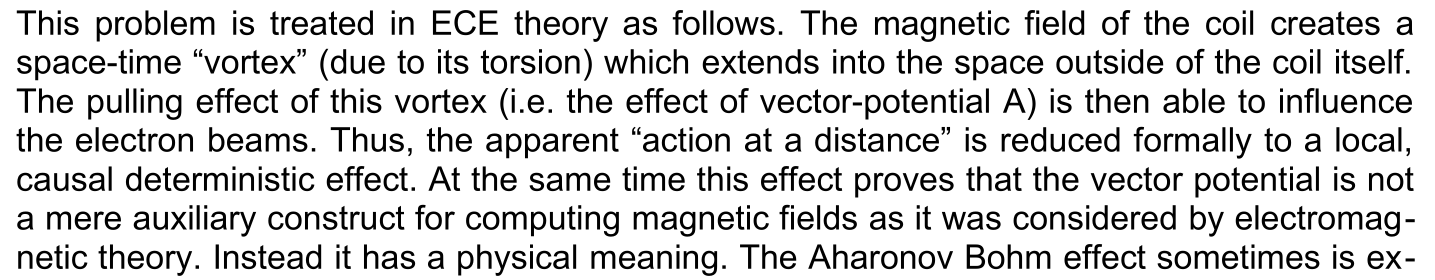 This problem is treated in ECE theory as follows. The magnetic field of the coil creates a
space-time “vortex” (due to its torsion) which extends into the space outside of the coil itself.
The pulling effect of this vortex (i.e. the effect of vector-potential A) is then able to influence
the electron beams. Thus, the apparent “action at a distance” is reduced formally to a local,
causal deterministic effect. At the same time this effect proves that the vector potential is not
a mere auxiliary construct for computing magnetic fields as it was considered by electromag-
netic theory. Instead it has a physical meaning. The Aharonov Bohm effect sometimes is ex-